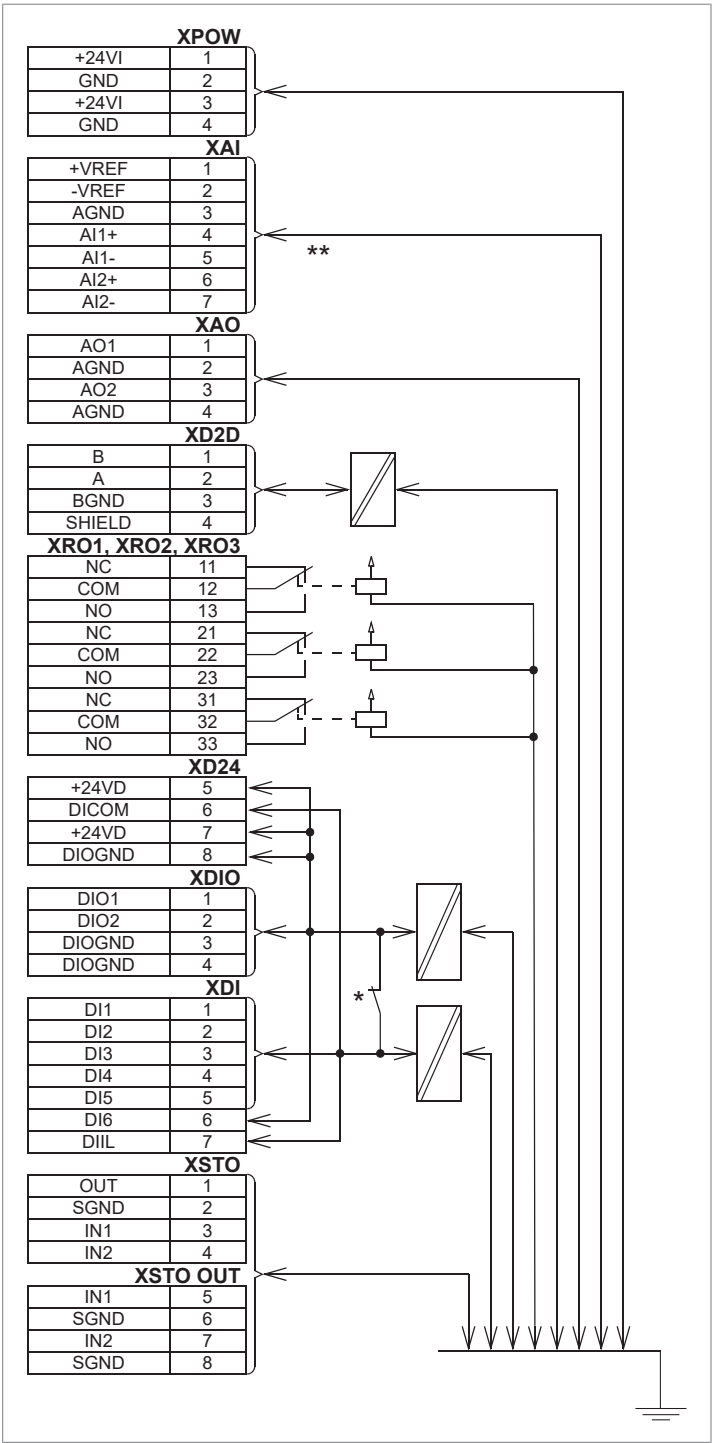 XPOW
+24VI 1
GND 2
+24VI 3
GND 4
XAI
+VREF 1
-VREF 2
AGND 3
AI1+ 4
AI1- 5
AI2+ 6
AI2- 7
**
XAO
AO1 1
AGND 2
AO2 3
AGND 4
XD2D
B 1
A 2
BGND 3
SHIELD 4
XRO1, XRO2, XRO3
NC 11
COM 12
NO 13
NC 21
COM 22
NO 23
NC 31
COM 32
NO 33
XD24
+24VD 5
DICOM 6
+24VD 7
DIOGND 8
XDIO
DIO1 1
DIO2 2
DIOGND 3
DIOGND 4
*
XDI
DI1 1
DI2 2
DI3 3
DI4 4
DI5 5
DI6 6
DIIL 7
XSTO
OUT 1
SGND 2
IN1 3
IN2 4
XSTO OUT
IN1 5
SGND 6
IN2 7
SGND 8